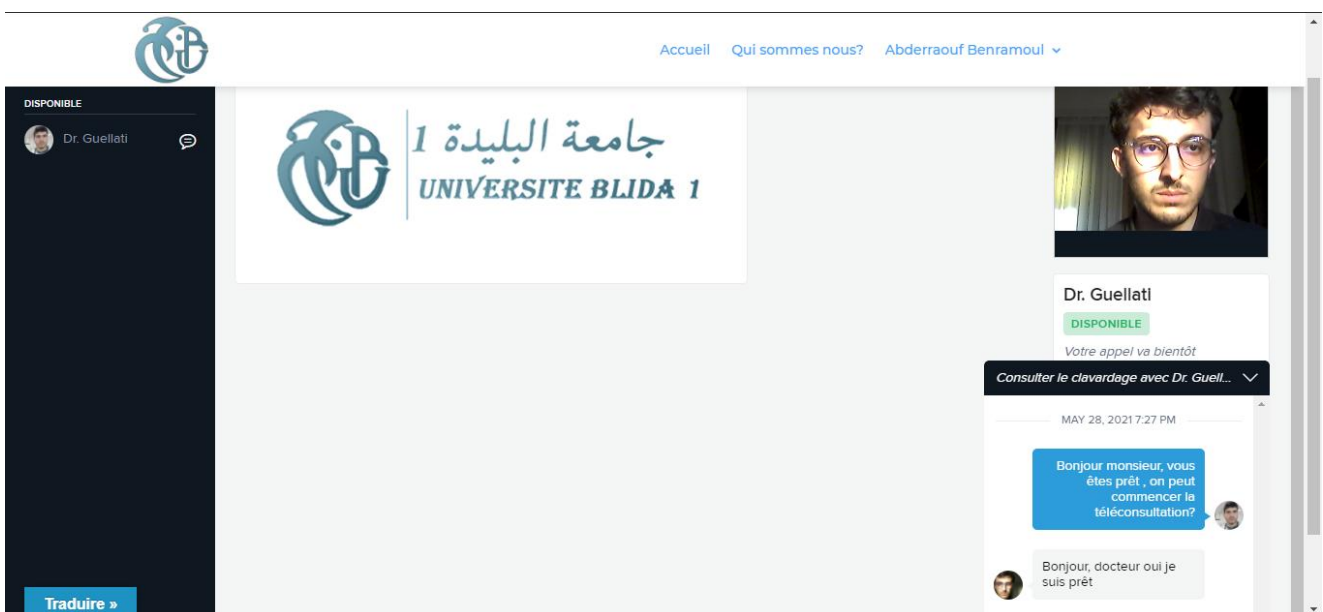 Accueil Qui sommes nous? Abderraouf Benramoul
DISPONIBLE
Dr. Guellati
جامعة البليدة 1
UNIVERSITE BLIDA 1
Dr. Guellati
DISPONIBLE
Votre appel va bientôt
Consulter le clavardage avec Dr. Guell...
MAY 28, 2021 7:27 PM
Bonjour monsieur, vous
êtes prêt , on peut
commencer la
téléconsultation?
Bonjour, docteur oui je
suis prêt
Traduire »